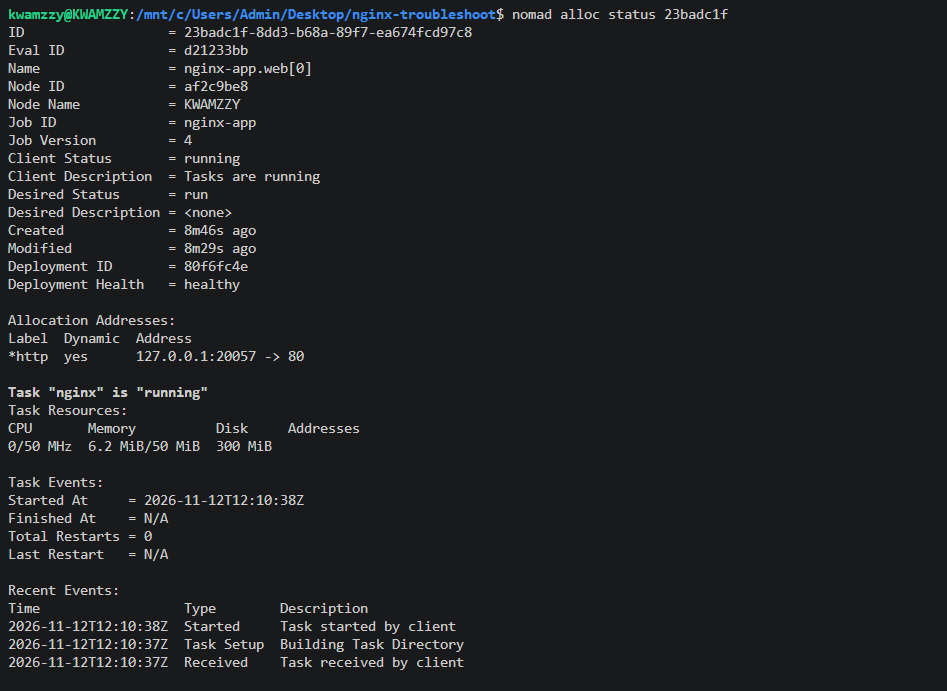 kwamzzy@KWAMZZY:/mnt/c/Users/Admin/Desktop/nginx-troubleshoot$ nomad alloc status 23badc1f
ID                  = 23badc1f-8dd3-b68a-89f7-ea674fcd97c8
Eval ID             = d21233bb
Name                = nginx-app.web[0]
Node ID             = af2c9be8
Node Name           = KWAMZZY
Job ID              = nginx-app
Job Version         = 4
Client Status       = running
Client Description  = Tasks are running
Desired Status      = run
Desired Description = <none>
Created             = 8m46s ago
Modified            = 8m29s ago
Deployment ID       = 80f6fc4e
Deployment Health   = healthy

Allocation Addresses:
Label  Dynamic  Address
*http  yes      127.0.0.1:20057 -> 80

Task "nginx" is "running"
Task Resources:
CPU       Memory          Disk     Addresses
0/50 MHz  6.2 MiB/50 MiB  300 MiB

Task Events:
Started At     = 2026-11-12T12:10:38Z
Finished At    = N/A
Total Restarts = 0
Last Restart   = N/A

Recent Events:
Time                  Type        Description
2026-11-12T12:10:38Z  Started     Task started by client
2026-11-12T12:10:37Z  Task Setup  Building Task Directory
2026-11-12T12:10:37Z  Received    Task received by client